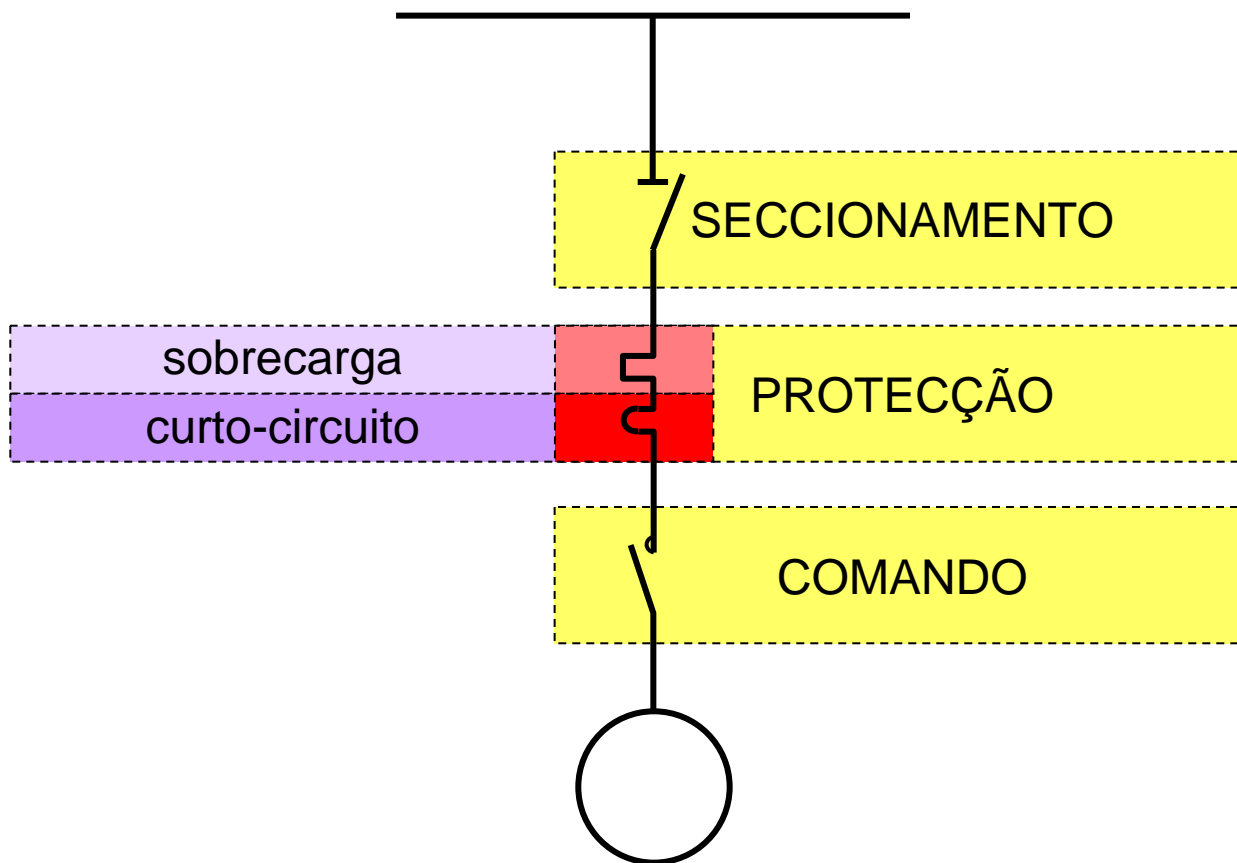 SECCIONAMENTO
sobrecarga
PROTECÇÃO
curto-circuito
COMANDO